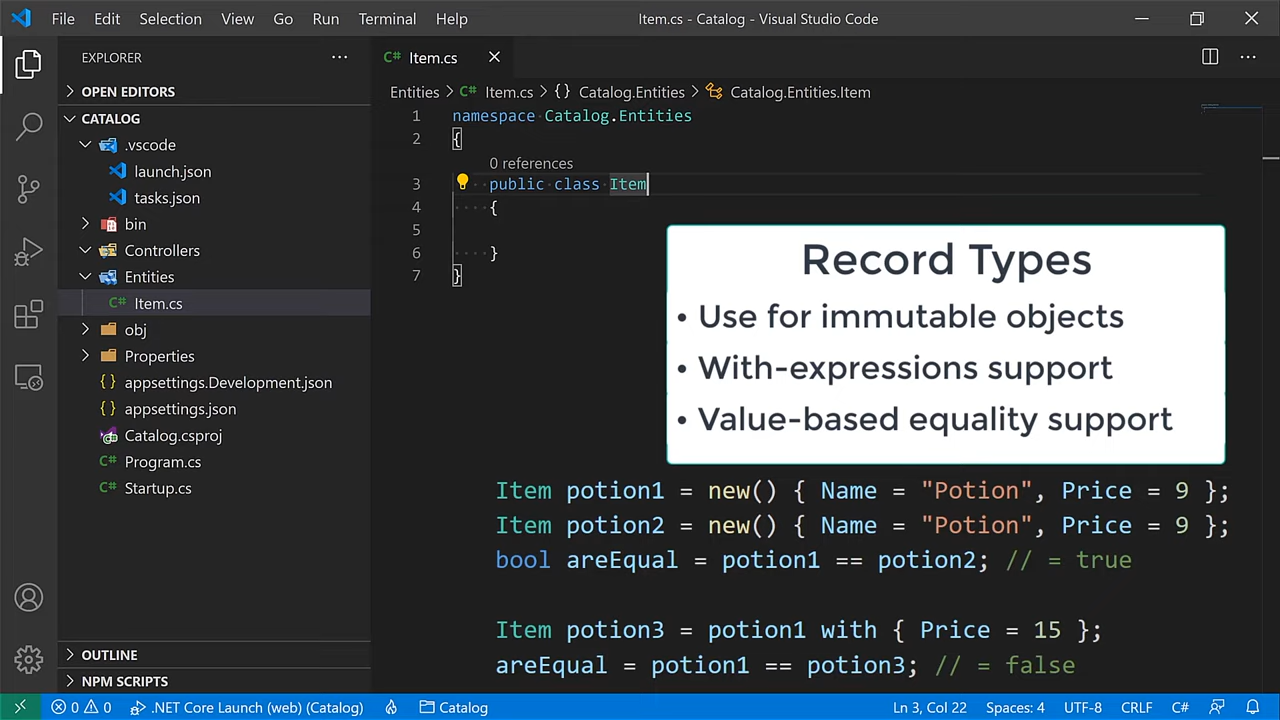 File Edit Selection View Go Run Terminal Help Item.cs - Catalog - Visual Studio Code
EXPLORER
OPEN EDITORS
CATALOG
.vscode
launch.json
tasks.json
bin
Controllers
Entities
C# Item.cs
obj
Properties
{} appsettings.Development.json
{} appsettings.json
Catalog.csproj
C# Program.cs
C# Startup.cs
OUTLINE
NPM SCRIPTS
C# Item.cs
Entities > C# Item.cs > {} Catalog.Entities > Catalog.Entities.Item
1 namespace Catalog.Entities
2 {
0 references
3 public class Item
4 {
5
6 }
7 }
Record Types
• Use for immutable objects
• With-expressions support
• Value-based equality support
Item potion1 = new() { Name = "Potion", Price = 9 };
Item potion2 = new() { Name = "Potion", Price = 9 };
bool areEqual = potion1 == potion2; // = true
Item potion3 = potion1 with { Price = 15 };
areEqual = potion1 == potion3; // = false
0 0 .NET Core Launch (web) (Catalog) Catalog Ln 3, Col 22 Spaces: 4 UTF-8 CRLF C#